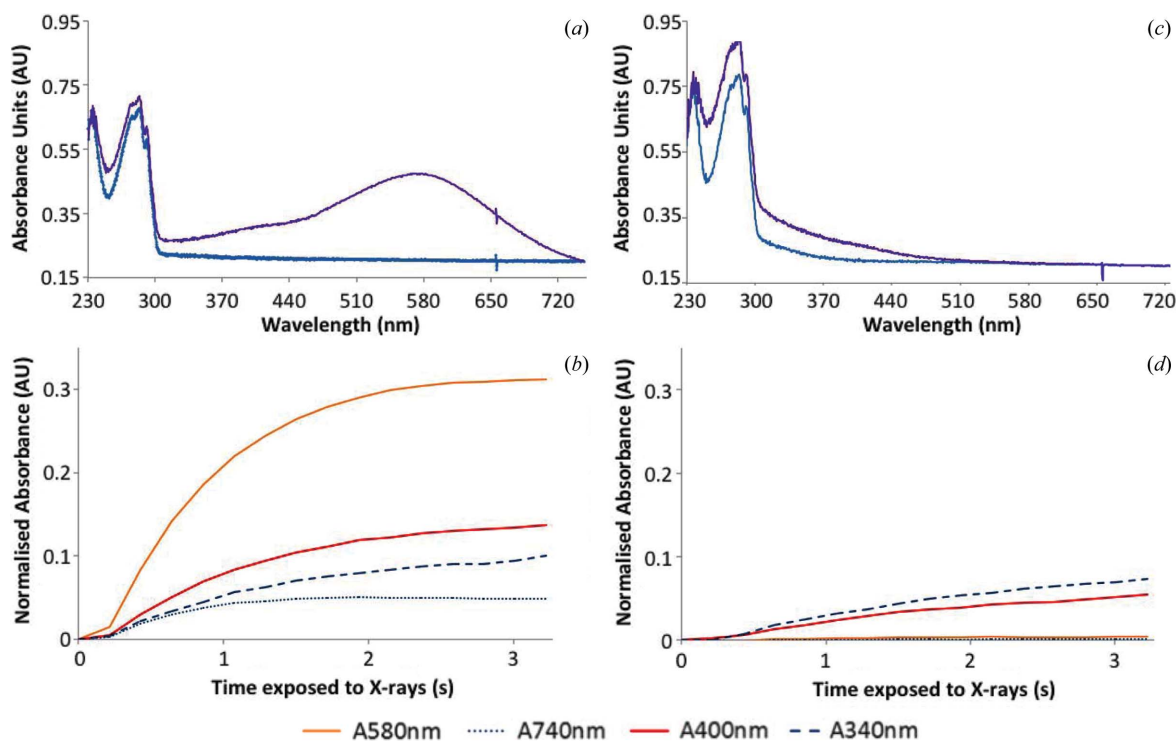 (a)
Absorbance Units (AU)
0.95
0.75
0.55
0.35
0.15
230 300 370 440 510 580 650 720
Wavelength (nm)
(c)
Absorbance Units (AU)
0.95
0.75
0.55
0.35
0.15
230 300 370 440 510 580 650 720
Wavelength (nm)
(b)
Normalised Absorbance (AU)
0.3
0.2
0.1
0
0 1 2 3
Time exposed to X-rays (s)
(d)
Normalised Absorbance (AU)
0.3
0.2
0.1
0
0 1 2 3
Time exposed to X-rays (s)
A580nm A740nm A400nm A340nm